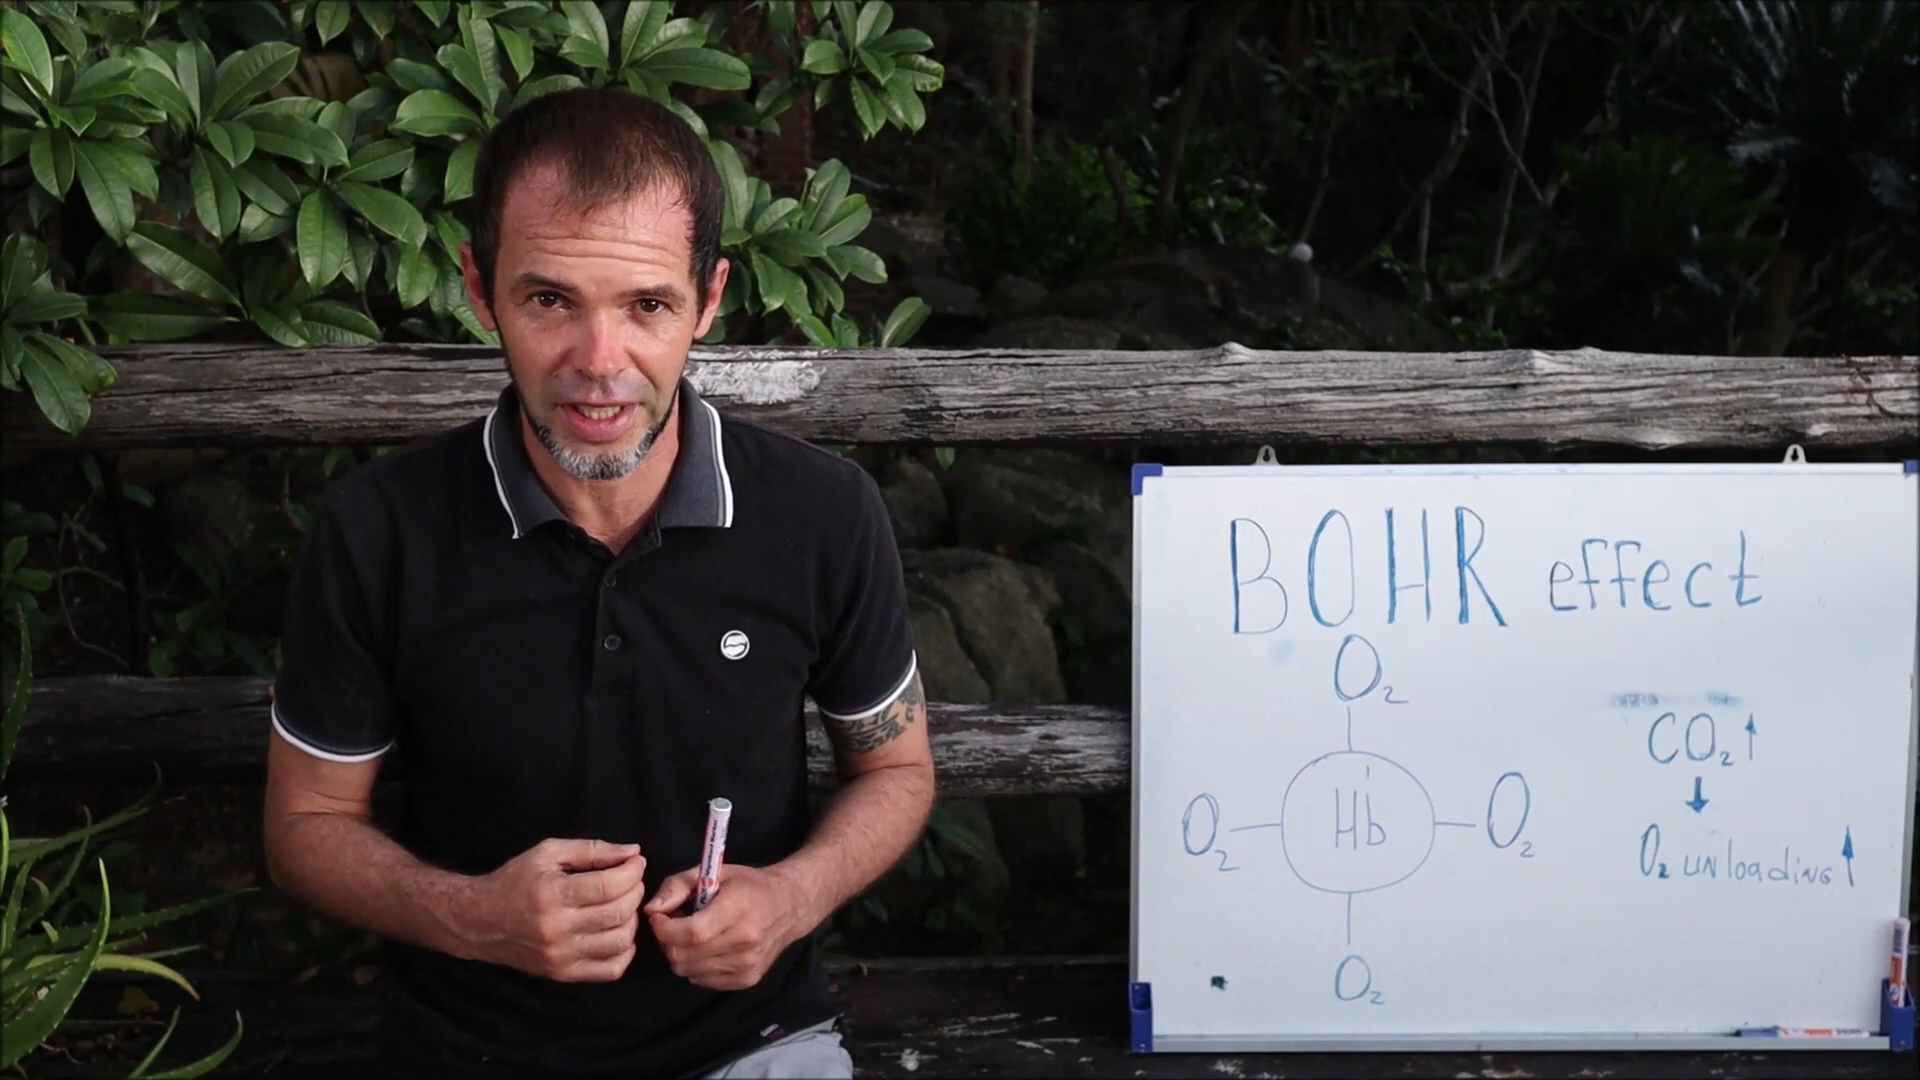 BOHR effect
O₂
O₂ Hb O₂
O₂
CO₂ ↑
↓
O₂ unloading ↑